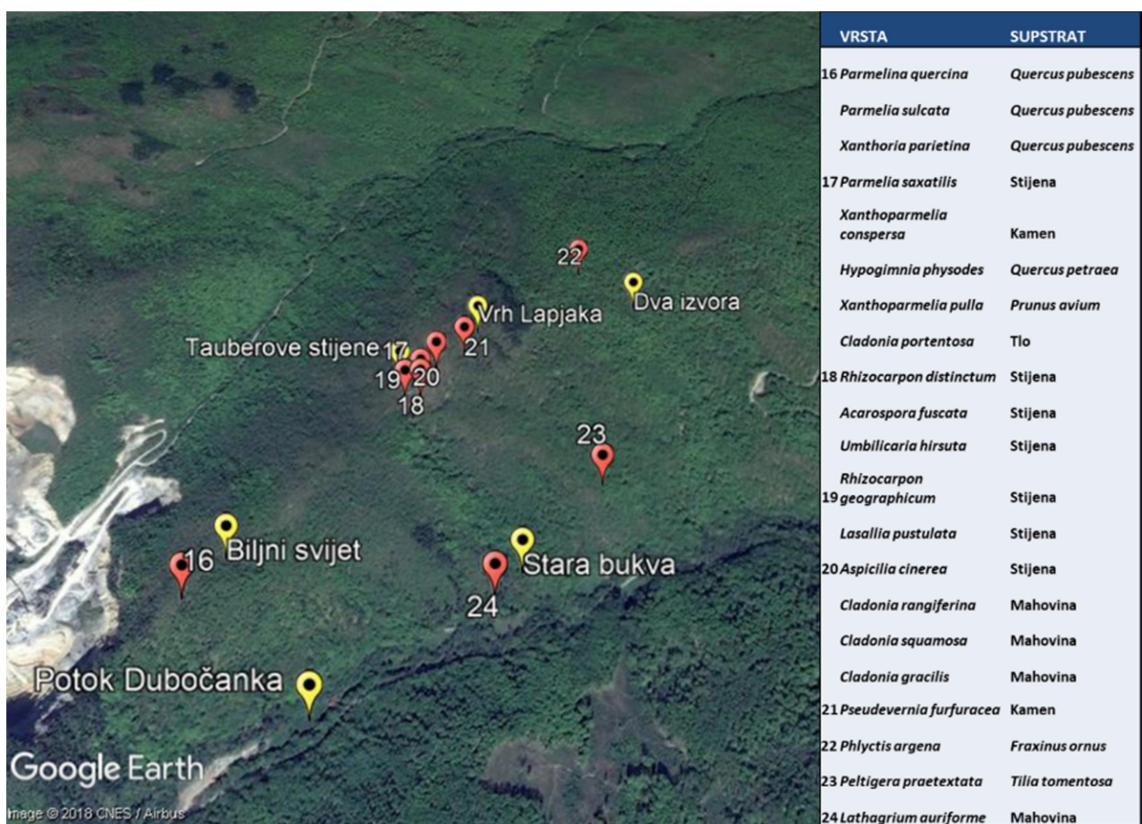 22
Dva izvora
Vrh Lapjaka
Tauberove stijene
17
21
19
20
18
23
16
Biljni svijet
Stara bukva
24
Potok Dubočanka
Google Earth
mage © 2018 CNES / Airbus
VRSTA SUPSTRAT
16 Parmelina quercina Quercus pubescens
Parmelia sulcata Quercus pubescens
Xanthoria parietina Quercus pubescens
17 Parmelia saxatilis Stijena
Xanthoparmelia
conspersa Kamen
Hypogimnia physodes Quercus petraea
Xanthoparmelia pulla Prunus avium
Cladonia portentosa Tlo
18 Rhizocarpon distinctum Stijena
Acarospora fuscata Stijena
Umbilicaria hirsuta Stijena
Rhizocarpon
19 geographicum Stijena
Lasallia pustulata Stijena
20 Aspicilia cinerea Stijena
Cladonia rangiferina Mahovina
Cladonia squamosa Mahovina
Cladonia gracilis Mahovina
21 Pseudevernia furfuracea Kamen
22 Phlyctis argena Fraxinus ornus
23 Peltigera praetextata Tilia tomentosa
24 Lathagrium auriforme Mahovina